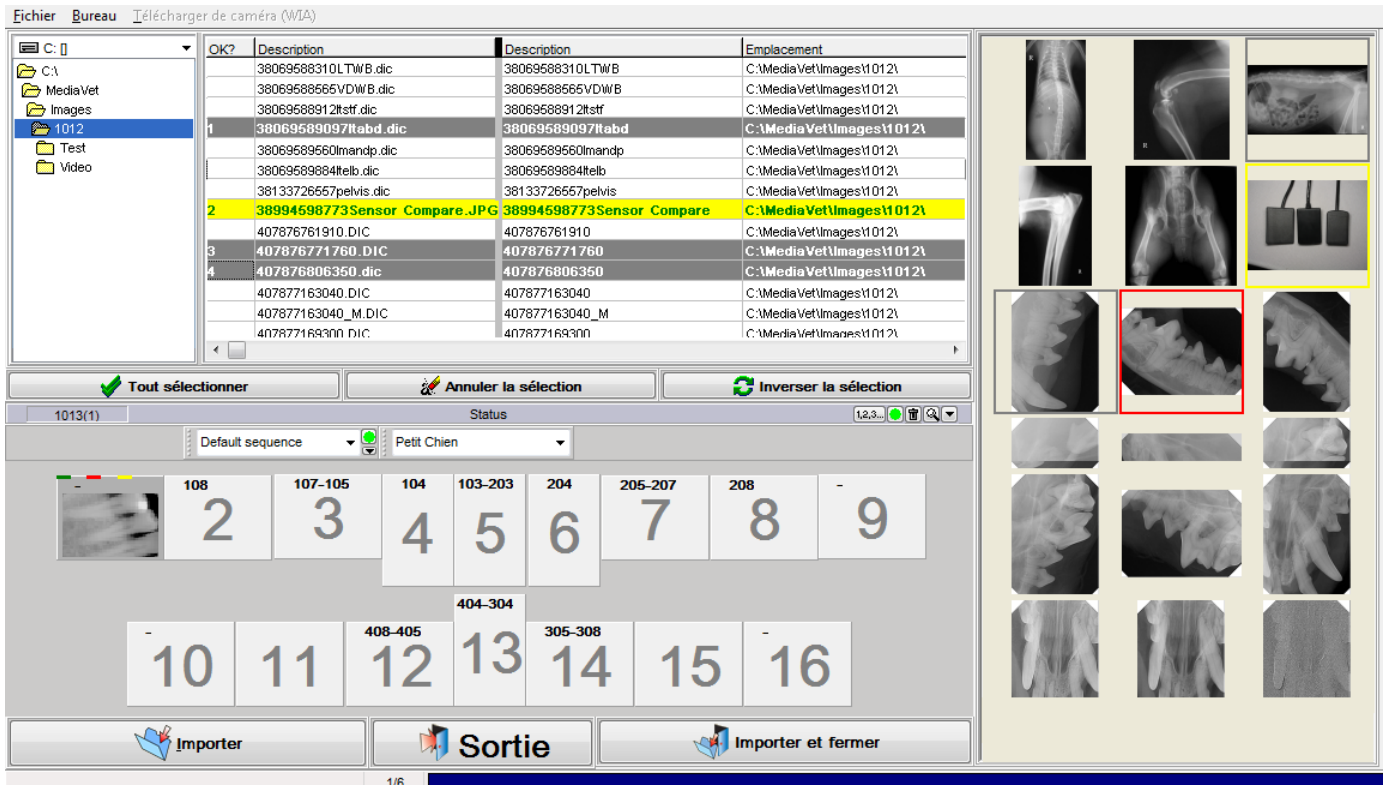 Fichier Bureau Télécharger de caméra (WIA)
C: []
C:\
MediaVet
Images
1012
Test
Video
OK? Description Description Emplacement
38069588310LTWB.dic 38069588310LTWB C:\MediaVet\Images\1012\
38069588565VDWB.dic 38069588565VDWB C:\MediaVet\Images\1012\
38069588912ltstf.dic 38069588912ltstf C:\MediaVet\Images\1012\
1 38069589097ltabd.dic 38069589097ltabd C:\MediaVet\Images\1012\
38069589560lmandp.dic 38069589560lmandp C:\MediaVet\Images\1012\
38069589884ltelb.dic 38069589884ltelb C:\MediaVet\Images\1012\
38133726557pelvis.dic 38133726557pelvis C:\MediaVet\Images\1012\
2 38994598773Sensor Compare.JPG 38994598773Sensor Compare C:\MediaVet\Images\1012\
407876761910.DIC 407876761910 C:\MediaVet\Images\1012\
3 407876771760.DIC 407876771760 C:\MediaVet\Images\1012\
4 407876806350.dic 407876806350 C:\MediaVet\Images\1012\
407877163040.DIC 407877163040 C:\MediaVet\Images\1012\
407877163040_M.DIC 407877163040_M C:\MediaVet\Images\1012\
407877169300.DIC 407877169300 C:\MediaVet\Images\1012\
Tout sélectionner Annuler la sélection Inverser la sélection
1013(1) Status 1,2,3...
Default sequence Petit Chien
- 108 107-105 104 103-203 204 205-207 208 -
2 3 4 5 6 7 8 9
404-304
- 408-405 305-308 -
10 11 12 13 14 15 16
Importer Sortie Importer et fermer
1/6
R
R
R